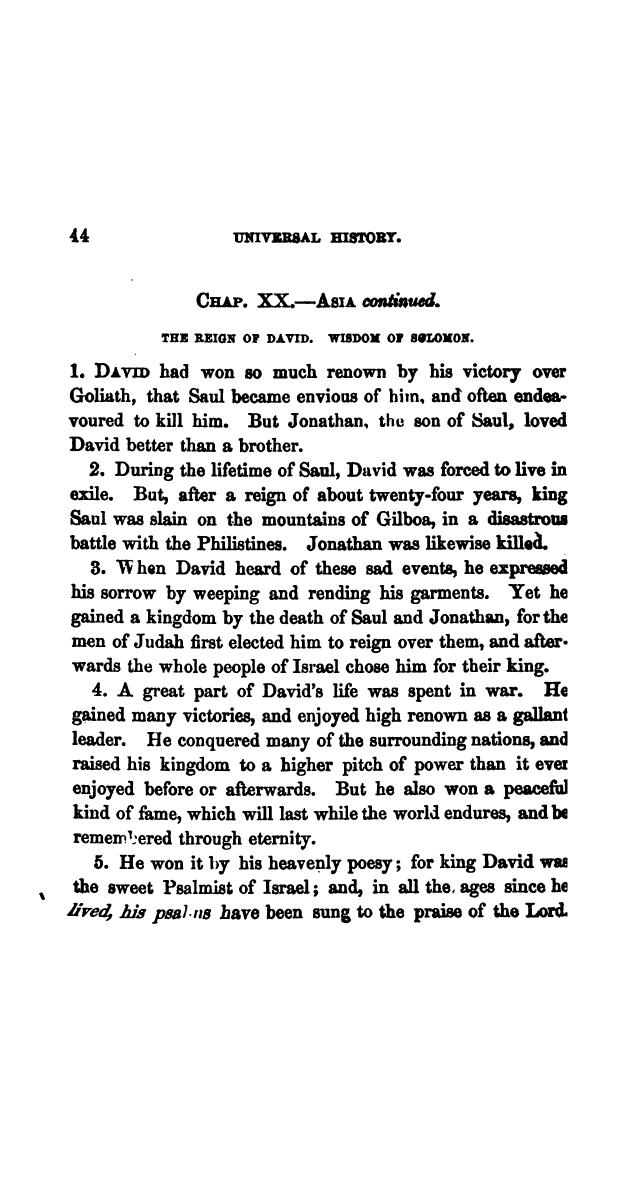 44 UNIVERSAL HISTORY.
CHAP. XX.—ASIA continued.
THE REIGN OF DAVID. WISDOM OF SOLOMON.
1. DAVID had won so much renown by his victory over
Goliath, that Saul became envious of him, and often endea-
voured to kill him. But Jonathan, the son of Saul, loved
David better than a brother.
2. During the lifetime of Saul, David was forced to live in
exile. But, after a reign of about twenty-four years, king
Saul was slain on the mountains of Gilboa, in a disastrous
battle with the Philistines. Jonathan was likewise killed.
3. When David heard of these sad events, he expressed
his sorrow by weeping and rending his garments. Yet he
gained a kingdom by the death of Saul and Jonathan, for the
men of Judah first elected him to reign over them, and after-
wards the whole people of Israel chose him for their king.
4. A great part of David's life was spent in war. He
gained many victories, and enjoyed high renown as a gallant
leader. He conquered many of the surrounding nations, and
raised his kingdom to a higher pitch of power than it ever
enjoyed before or afterwards. But he also won a peaceful
kind of fame, which will last while the world endures, and be
remembered through eternity.
5. He won it by his heavenly poesy; for king David was
the sweet Psalmist of Israel; and, in all the ages since he
lived, his psalms have been sung to the praise of the Lord.